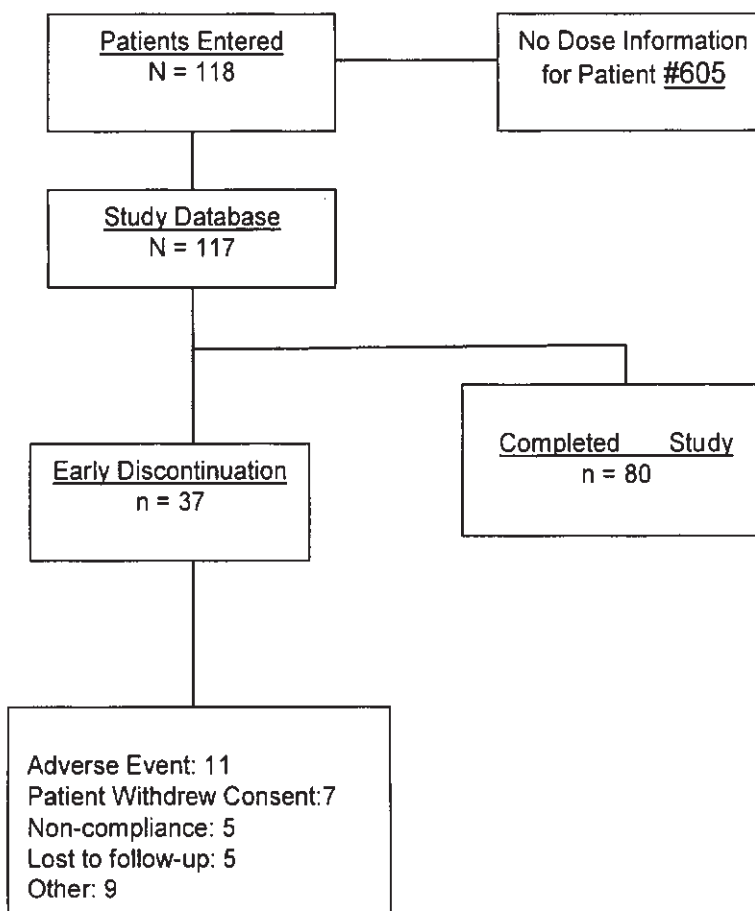 Patients Entered
N = 118
No Dose Information
for Patient #605
Study Database
N = 117
Early Discontinuation
n = 37
Completed Study
n = 80
Adverse Event: 11
Patient Withdrew Consent:7
Non-compliance: 5
Lost to follow-up: 5
Other: 9